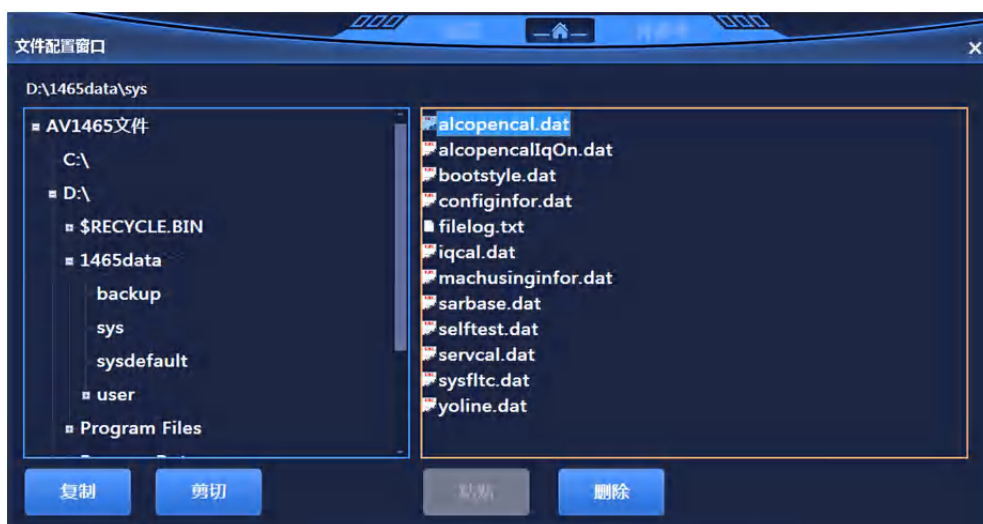 文件配置窗口
D:\1465data\sys
AV1465文件
C:\
D:\
$RECYCLE.BIN
1465data
backup
sys
sysdefault
user
Program Files
alcopencal.dat
alcopencalIqOn.dat
bootstyle.dat
configinfor.dat
filelog.txt
iqcal.dat
machusinginfor.dat
sarbase.dat
selftest.dat
servcal.dat
sysfltc.dat
yoline.dat
复制
剪切
粘贴
删除